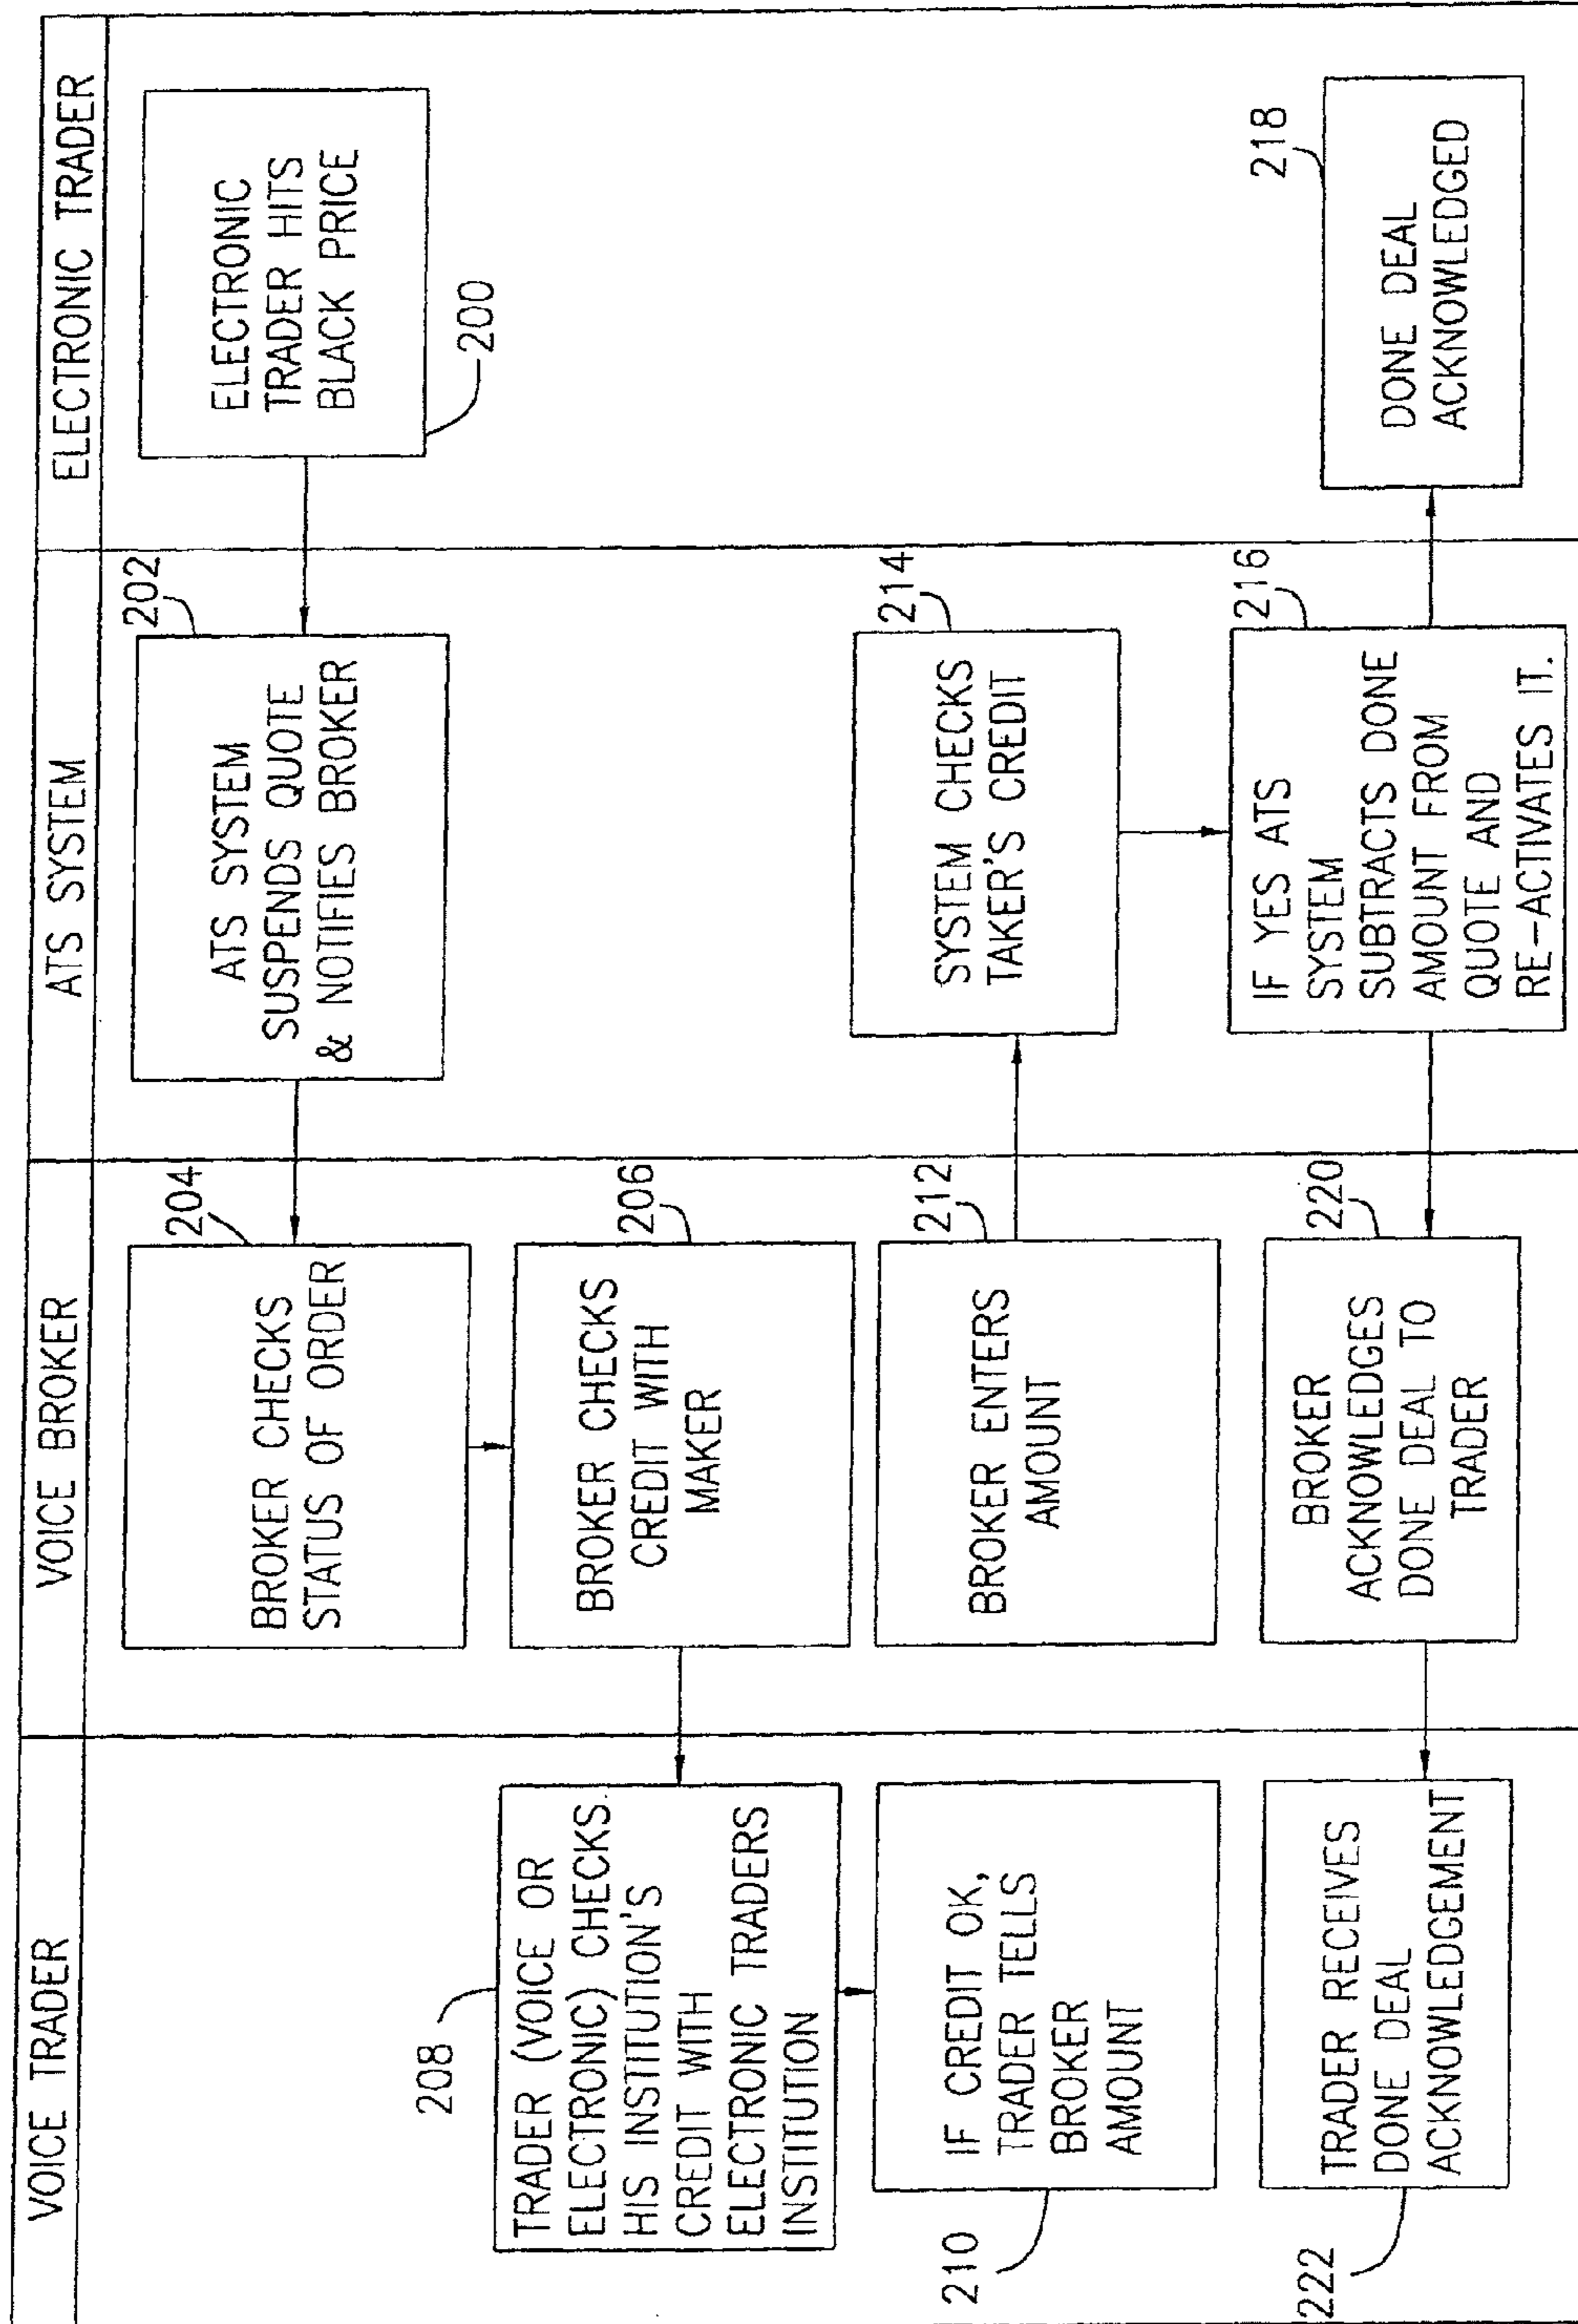 VOICE TRADER
VOICE BROKER
ATS SYSTEM
ELECTRONIC TRADER
ELECTRONIC
TRADER HITS
BLACK PRICE
200
202
ATS SYSTEM
SUSPENDS QUOTE
& NOTIFIES BROKER
204
BROKER CHECKS
STATUS OF ORDER
206
BROKER CHECKS
CREDIT WITH
MAKER
208
TRADER (VOICE OR
ELECTRONIC) CHECKS
HIS INSTITUTION'S
CREDIT WITH
ELECTRONIC TRADERS
INSTITUTION
210
IF CREDIT OK,
TRADER TELLS
BROKER
AMOUNT
212
BROKER ENTERS
AMOUNT
214
SYSTEM CHECKS
TAKER'S CREDIT
216
IF YES ATS
SYSTEM
SUBTRACTS DONE
AMOUNT FROM
QUOTE AND
RE-ACTIVATES IT.
218
DONE DEAL
ACKNOWLEDGED
220
BROKER
ACKNOWLEDGES
DONE DEAL TO
TRADER
222
TRADER RECEIVES
DONE DEAL
ACKNOWLEDGEMENT